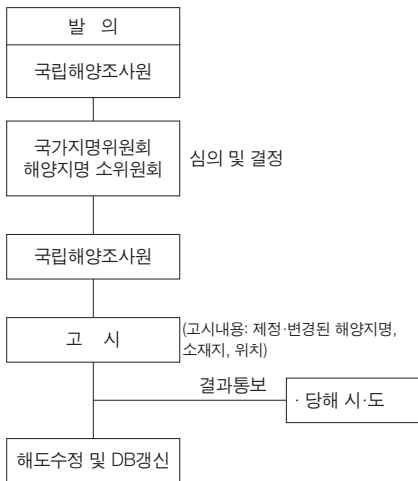 발 의
국립해양조사원
국가지명위원회
해양지명 소위원회
심의 및 결정
국립해양조사원
고 시
(고시내용: 제정·변경된 해양지명,
소재지, 위치)
결과통보
· 당해 시·도
해도수정 및 DB갱신